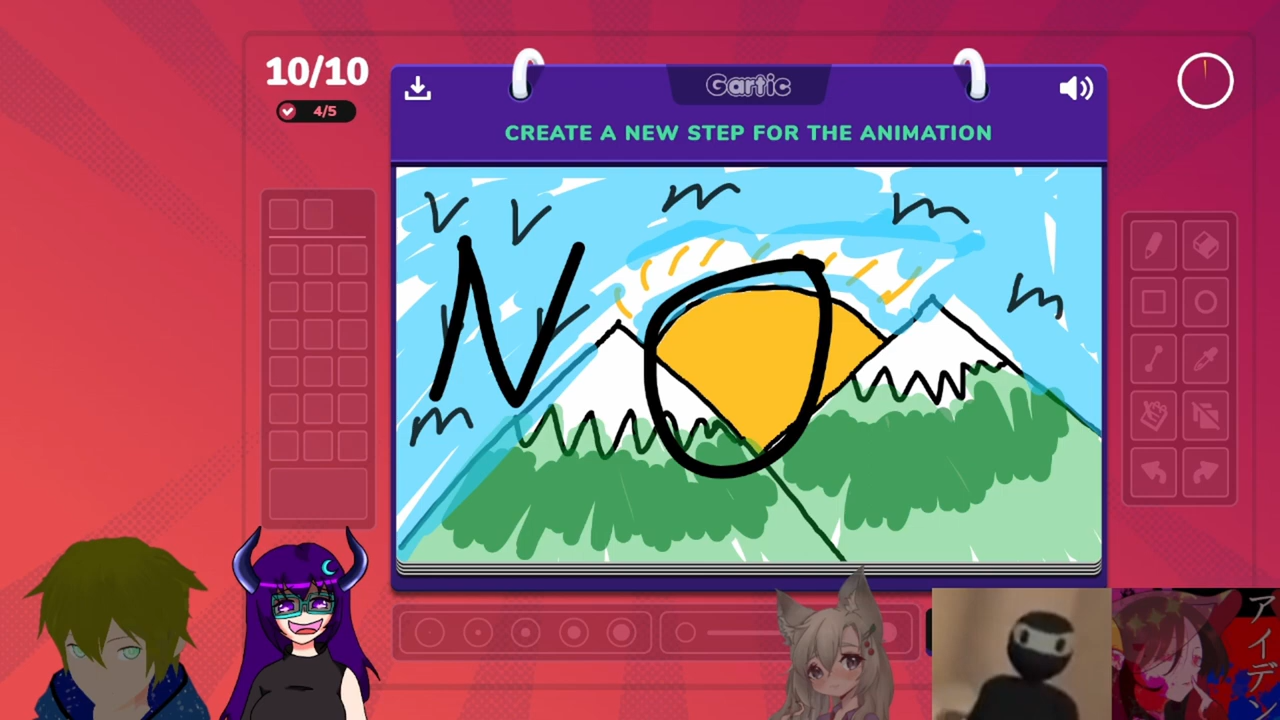 10/10
4/5
Gartic
CREATE A NEW STEP FOR THE ANIMATION
NO
アイデン